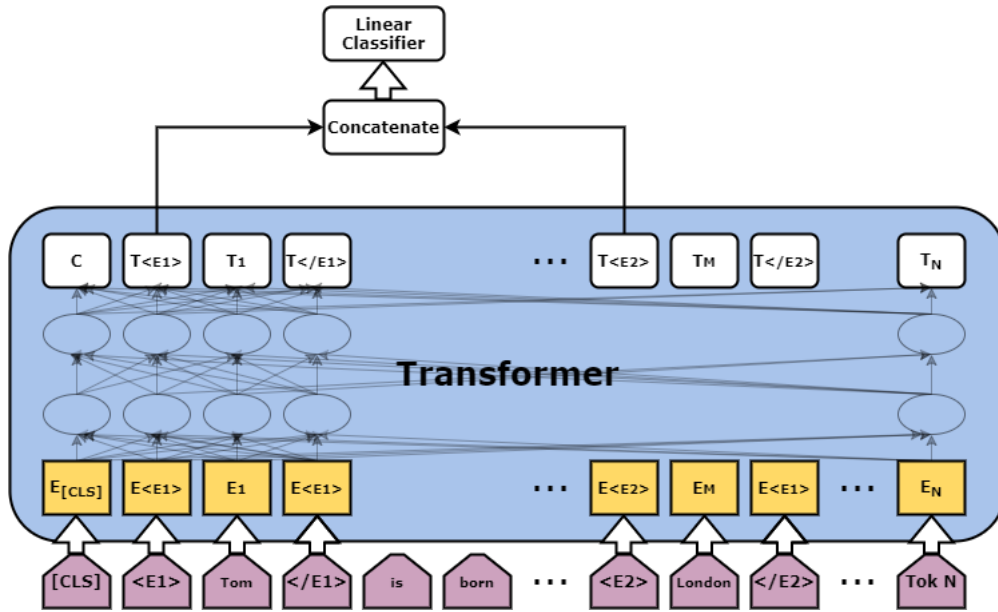 Linear
Classifier
Concatenate
C T<E1> T1 T</E1> ... T<E2> TM T</E2> TN
Transformer
E[CLS] E<E1> E1 E<E1> ... E<E2> EM E<E1> ... EN
[CLS] <E1> Tom </E1> is born ... <E2> London </E2> ... Tok N